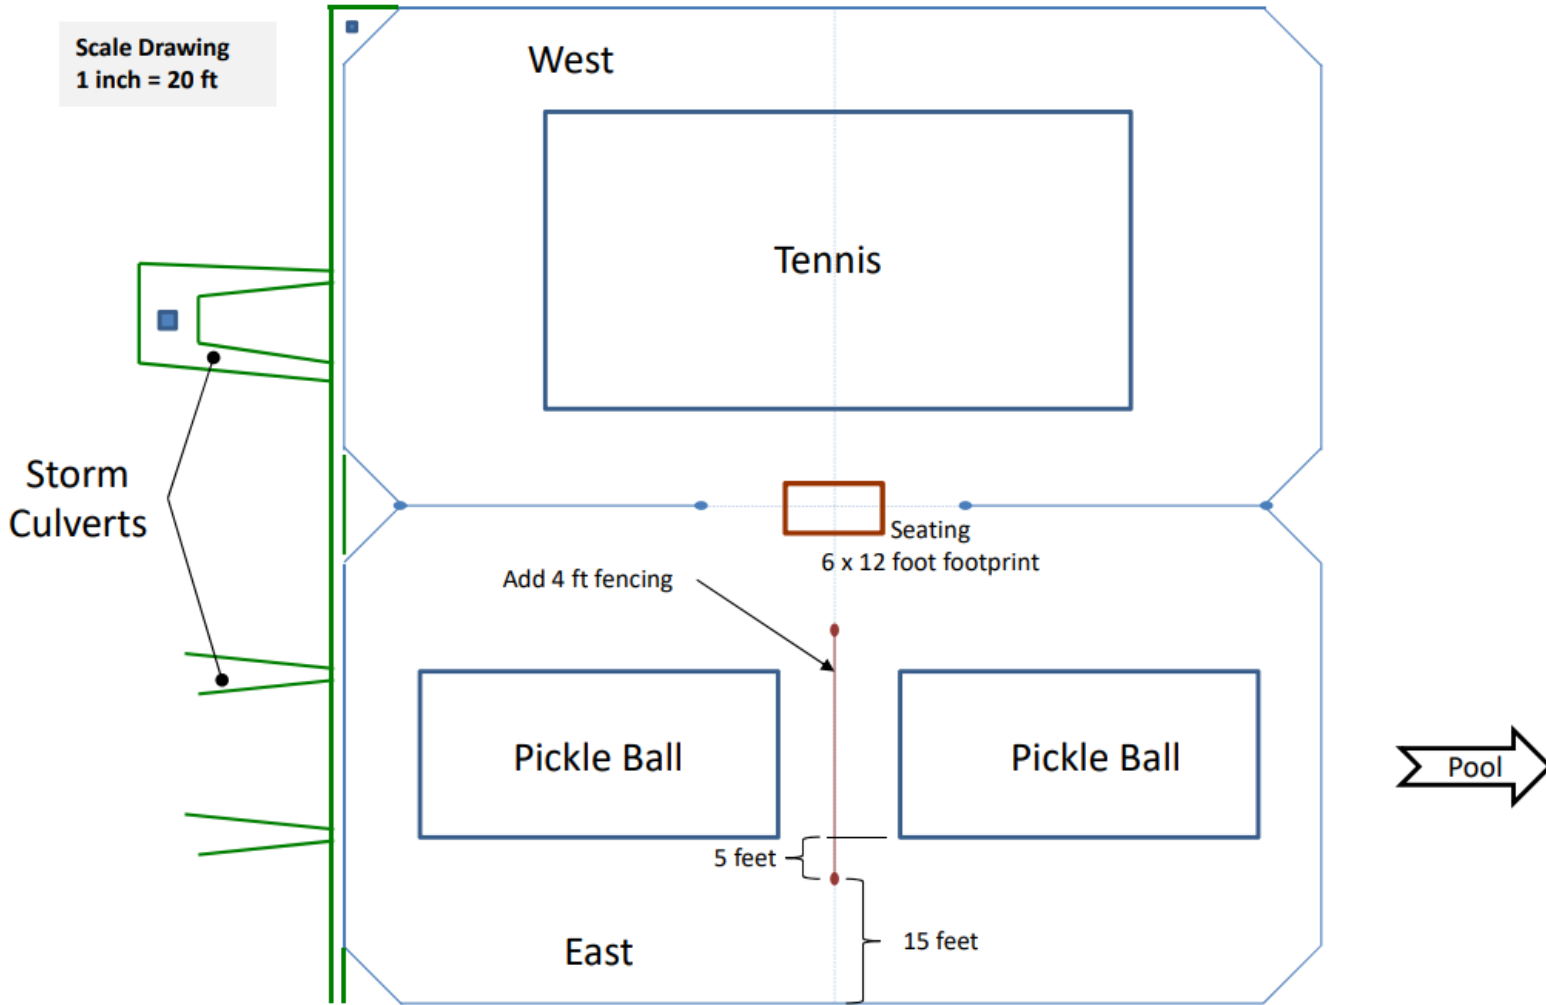 Scale Drawing
1 inch = 20 ft
West
Tennis
Storm
Culverts
Seating
6 x 12 foot footprint
Add 4 ft fencing
Pickle Ball
Pickle Ball
Pool
5 feet
15 feet
East